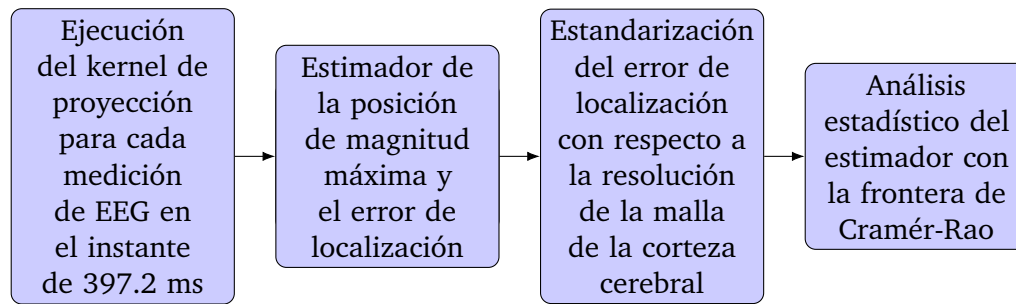 Ejecución
del kernel de
proyección
para cada
medición
de EEG en
el instante
de 397.2 ms
Estimador de
la posición
de magnitud
máxima y
el error de
localización
Estandarización
del error de
localización
con respecto a
la resolución
de la malla
de la corteza
cerebral
Análisis
estadístico del
estimador con
la frontera de
Cramér-Rao